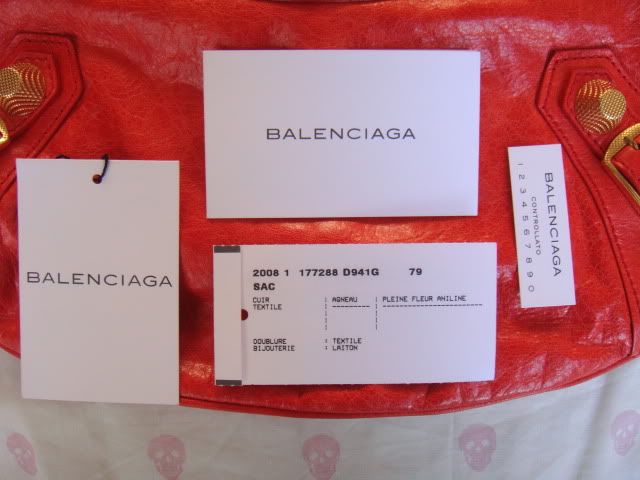 BALENCIAGA
BALENCIAGA
2008 1 177288 D941G 79
SAC
CUIR : AGNEAU : PLEINE FLEUR ANILINE
TEXTILE
DOUBLURE : TEXTILE
BIJOUTERIE : LAITON
BALENCIAGA
CONTROLLATO
1 2 3 4 5 6 7 8 9 0